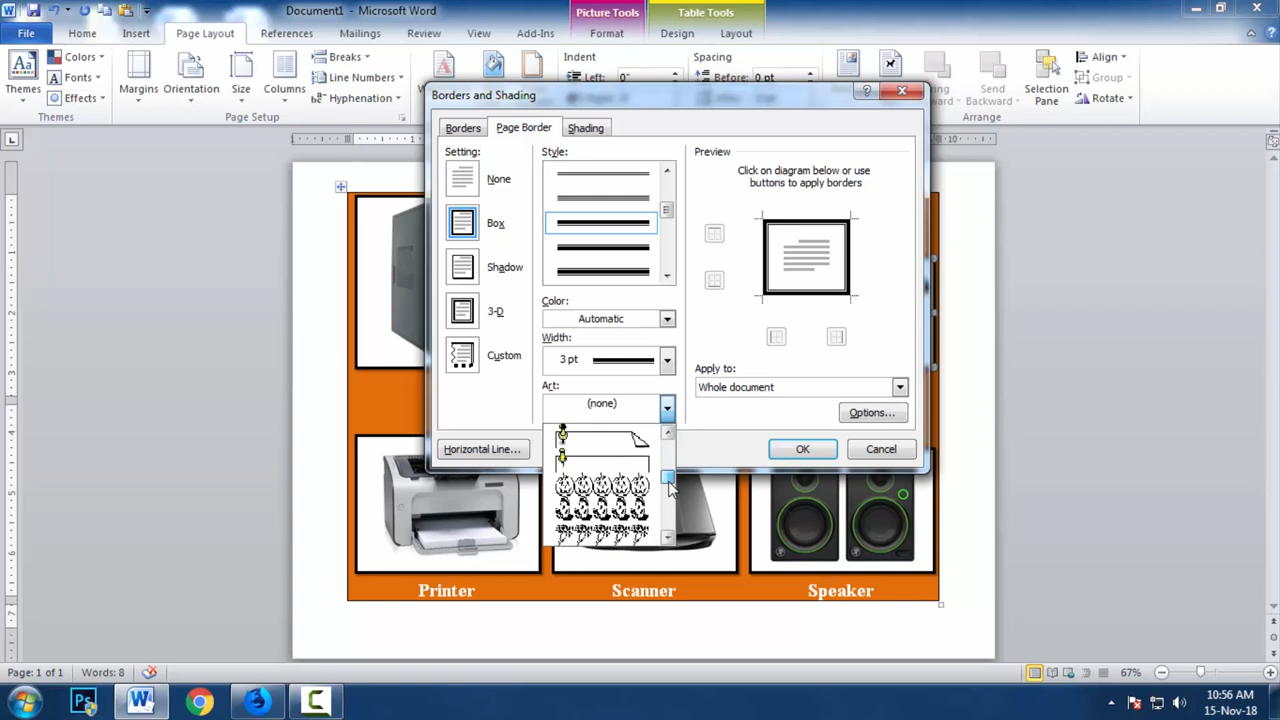 Document1 - Microsoft Word
Picture Tools
Table Tools
File
Home
Insert
Page Layout
References
Mailings
Review
View
Add-Ins
Format
Design
Layout
Themes
Colors
Fonts
Effects
Themes
Margins
Orientation
Size
Columns
Breaks
Line Numbers
Hyphenation
Page Setup
Indent
Left: 0"
Spacing
Before: 0 pt
Send
Backward
Selection
Pane
Align
Group
Rotate
Arrange
Borders and Shading
Borders
Page Border
Shading
Setting:
None
Box
Shadow
3-D
Custom
Style:
Color:
Automatic
Width:
3 pt
Art:
(none)
Preview
Click on diagram below or use
buttons to apply borders
Apply to:
Whole document
Options...
Horizontal Line...
OK
Cancel
Printer
Scanner
Speaker
Page: 1 of 1
Words: 8
67%
10:56 AM
15-Nov-18